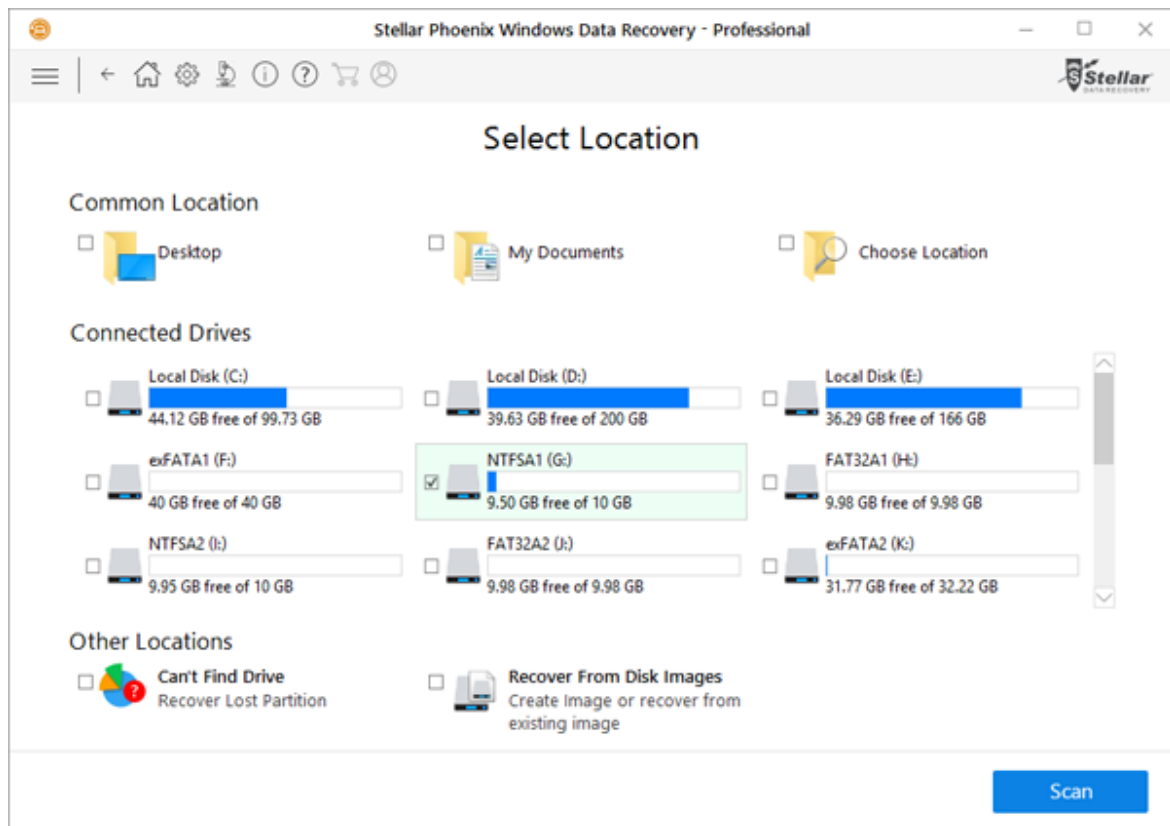 Stellar Phoenix Windows Data Recovery - Professional
Stellar
DATA RECOVERY
Select Location
Common Location
Desktop
My Documents
Choose Location
Connected Drives
Local Disk (C:)
44.12 GB free of 99.73 GB
Local Disk (D:)
39.63 GB free of 200 GB
Local Disk (E:)
36.29 GB free of 166 GB
exFATA1 (F:)
40 GB free of 40 GB
NTFSA1 (G:)
9.50 GB free of 10 GB
FAT32A1 (H:)
9.98 GB free of 9.98 GB
NTFSA2 (I:)
9.95 GB free of 10 GB
FAT32A2 (J:)
9.98 GB free of 9.98 GB
exFATA2 (K:)
31.77 GB free of 32.22 GB
Other Locations
Can't Find Drive
Recover Lost Partition
Recover From Disk Images
Create Image or recover from
existing image
Scan